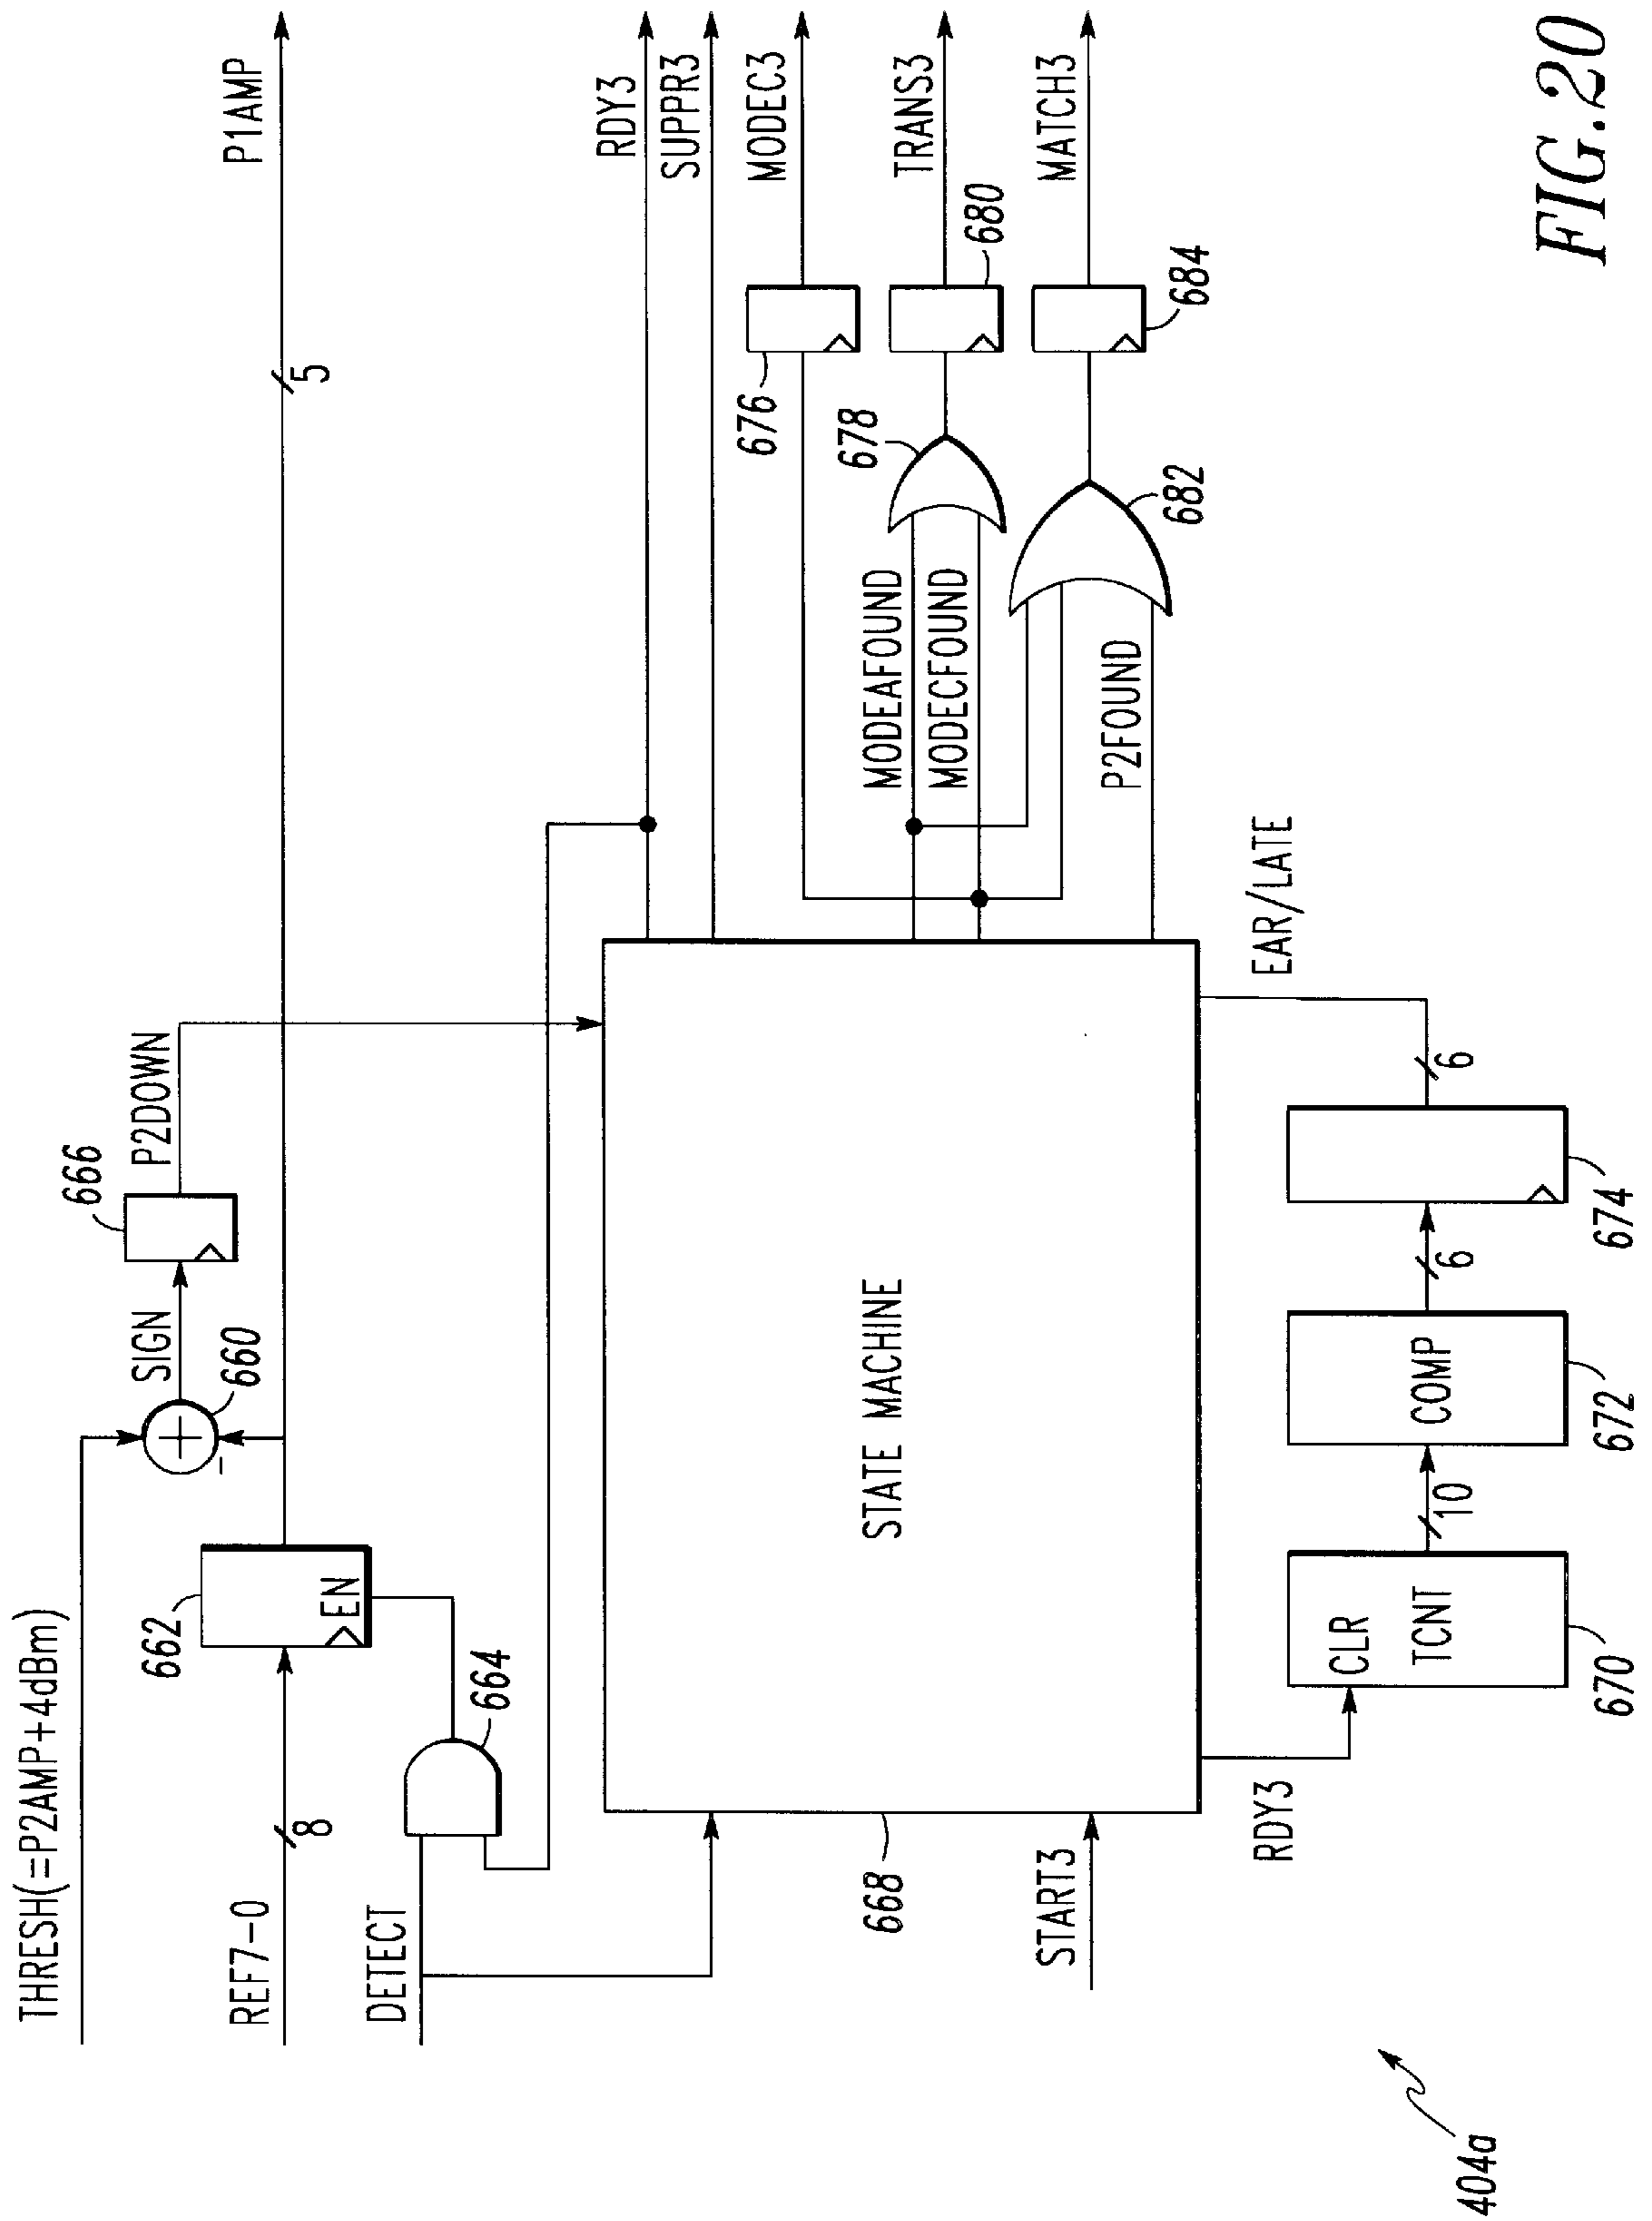 THRESH(=P2AMP+4dBm)
REF7-0
8
662
EN
SIGN
660
666
P2DOWN
5
P1AMP
DETECT
664
RDY3
SUPPR3
MODEC3
676
MODEAFOUND
MODECFOUND
678
680
TRANS3
P2FOUND
682
684
MATCH3
STATE MACHINE
668
START3
RDY3
CLR
TCNT
670
10
COMP
672
6
674
6
EAR/LATE
404a
FIG.20